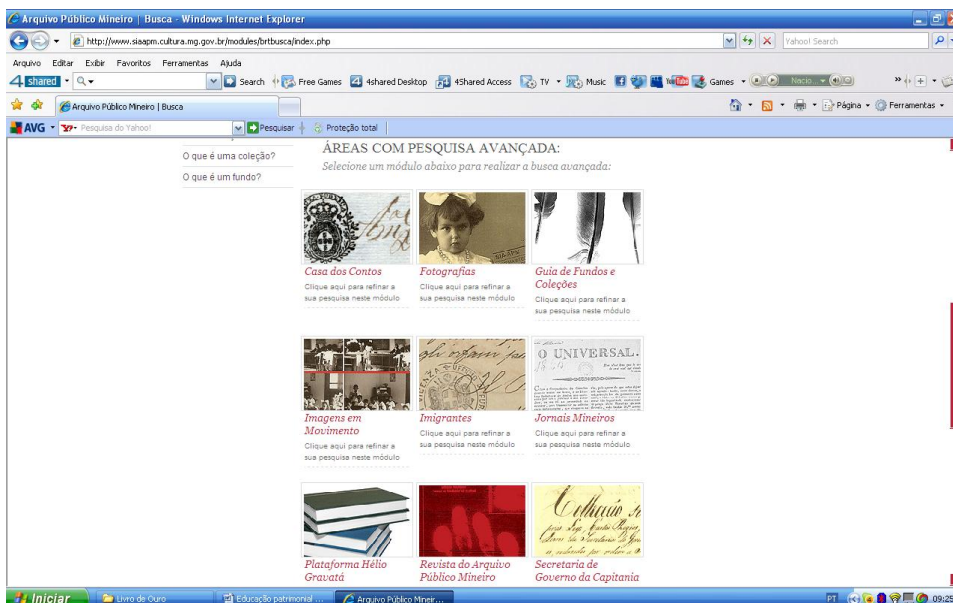 Arquivo Público Mineiro | Busca - Windows Internet Explorer
http://www.siaapm.cultura.mg.gov.br/modules/brtbusca/index.php
Yahoo! Search
Arquivo Editar Exibir Favoritos Ferramentas Ajuda
4 shared Search Free Games 4shared Desktop 4Shared Access TV Music YouTube Games Nacio...
Arquivo Público Mineiro | Busca
Página Ferramentas
AVG Pesquisa do Yahoo! Pesquisar Proteção total
O que é uma coleção?
O que é um fundo?
ÁREAS COM PESQUISA AVANÇADA:
Selecione um módulo abaixo para realizar a busca avançada:
Casa dos Contos
Clique aqui para refinar a
sua pesquisa neste módulo
Fotografias
Clique aqui para refinar a
sua pesquisa neste módulo
Guia de Fundos e
Coleções
Clique aqui para refinar a
sua pesquisa neste módulo
O UNIVERSAL.
Imagens em
Movimento
Clique aqui para refinar a
sua pesquisa neste módulo
Imigrantes
Clique aqui para refinar a
sua pesquisa neste módulo
Jornais Mineiros
Clique aqui para refinar a
sua pesquisa neste módulo
Plataforma Hélio
Gravatá
Revista do Arquivo
Público Mineiro
Secretaria de
Governo da Capitania
Iniciar Livro de Ouro Educação patrimonial ... Arquivo Público Mineir... PT 09:25